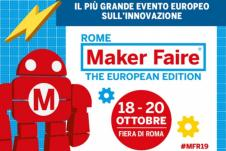 IL PIÙ GRANDE EVENTO EUROPEO
SULL'INNOVAZIONE
ROME
Maker Faire®
THE EUROPEAN EDITION
M
18 - 20
OTTOBRE
FIERA DI ROMA
#MFR19